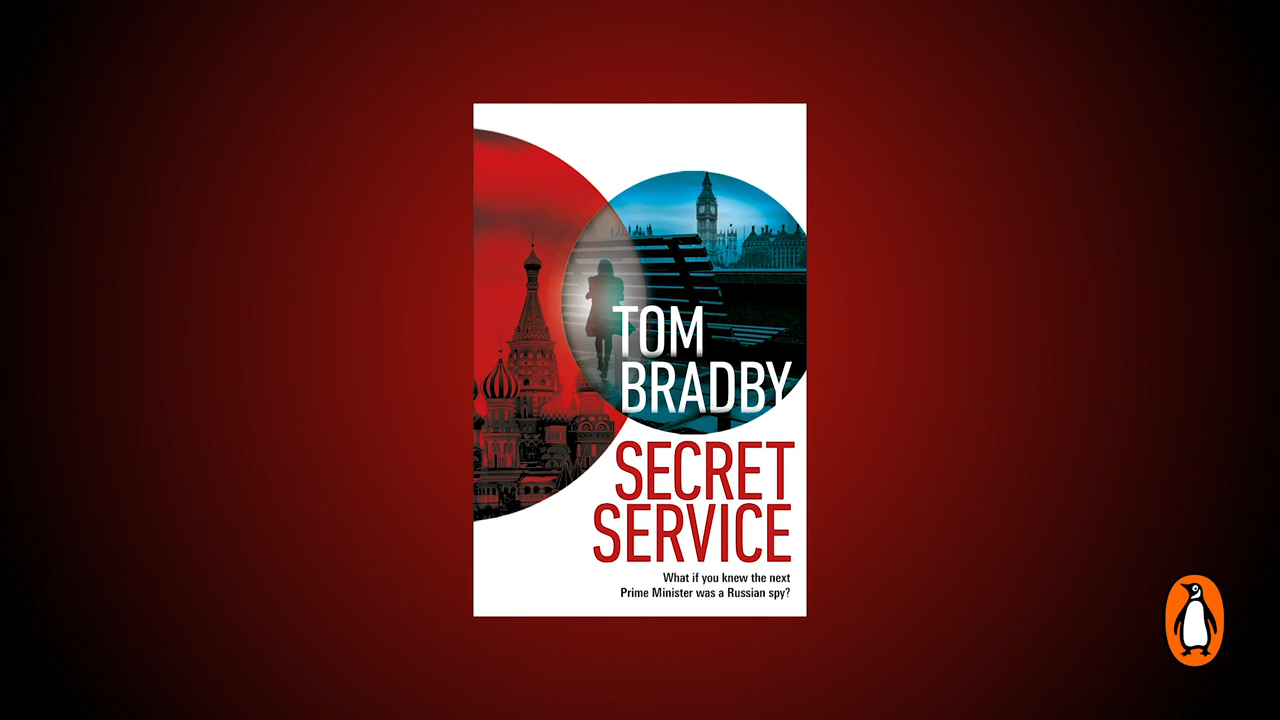 TOM
BRADBY
SECRET
SERVICE
What if you knew the next
Prime Minister was a Russian spy?